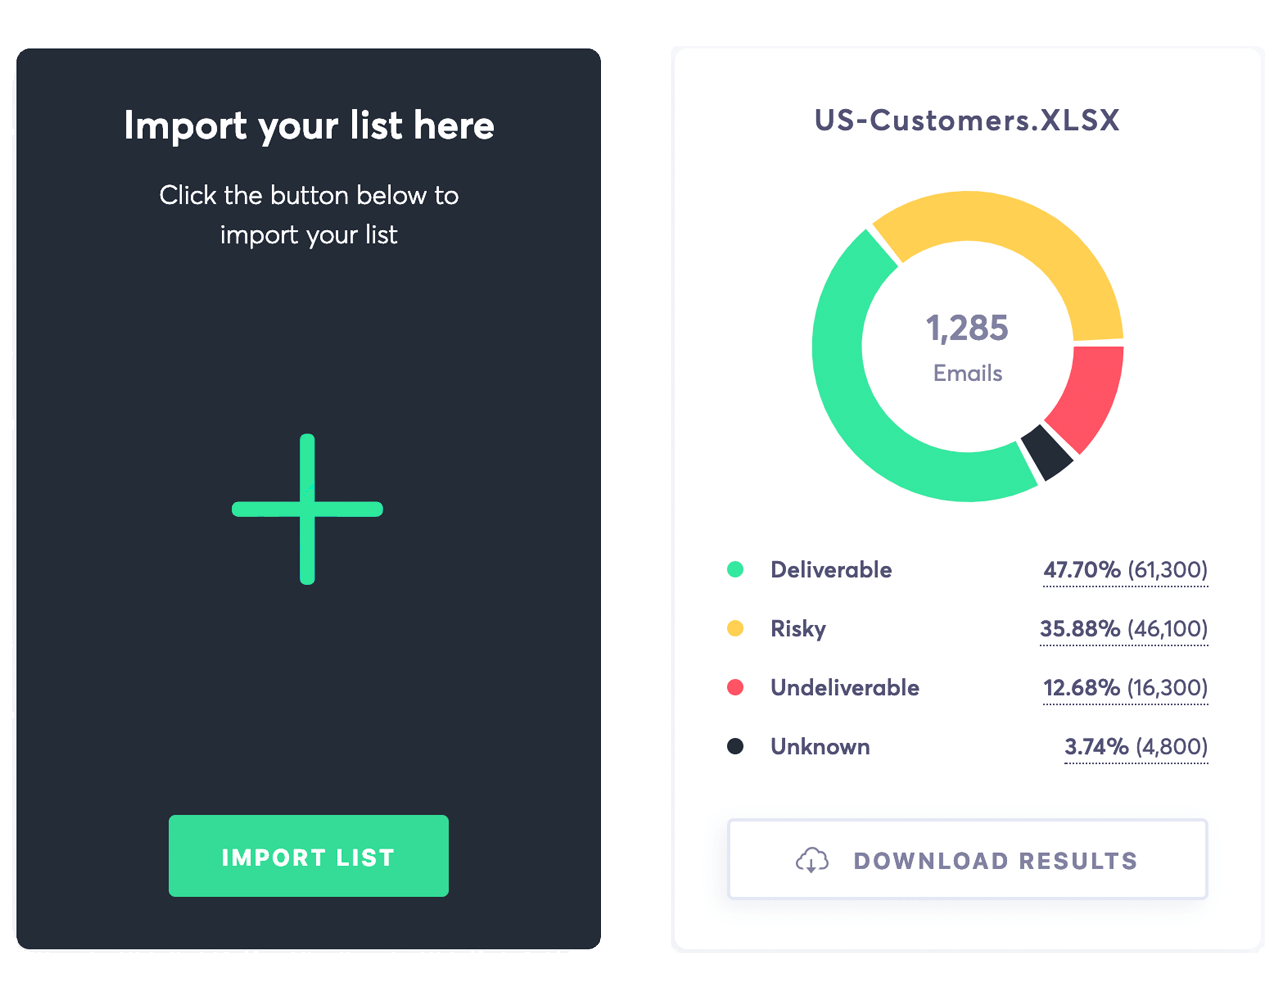 Import your list here
Click the button below to
import your list
IMPORT LIST
US-Customers.XLSX
1,285
Emails
Deliverable 47.70% (61,300)
Risky 35.88% (46,100)
Undeliverable 12.68% (16,300)
Unknown 3.74% (4,800)
DOWNLOAD RESULTS